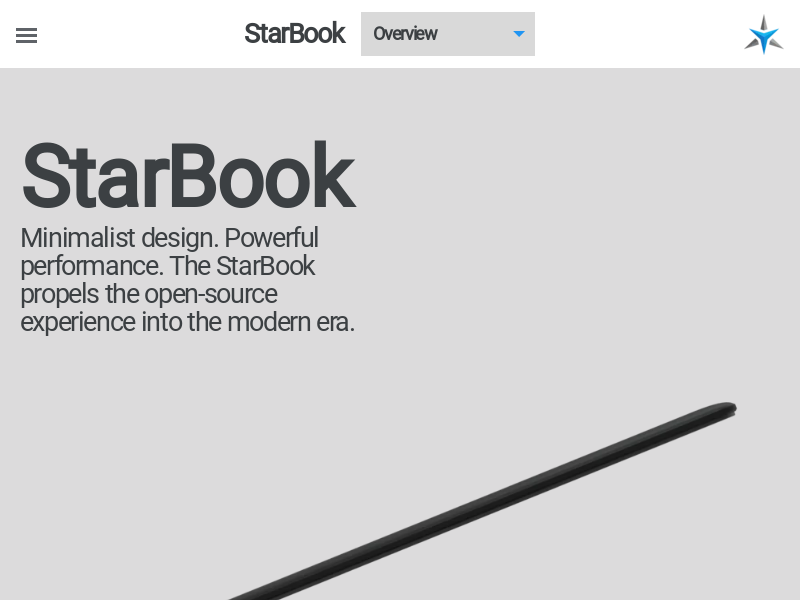 StarBook
Overview
StarBook
Minimalist design. Powerful
performance. The StarBook
propels the open-source
experience into the modern era.